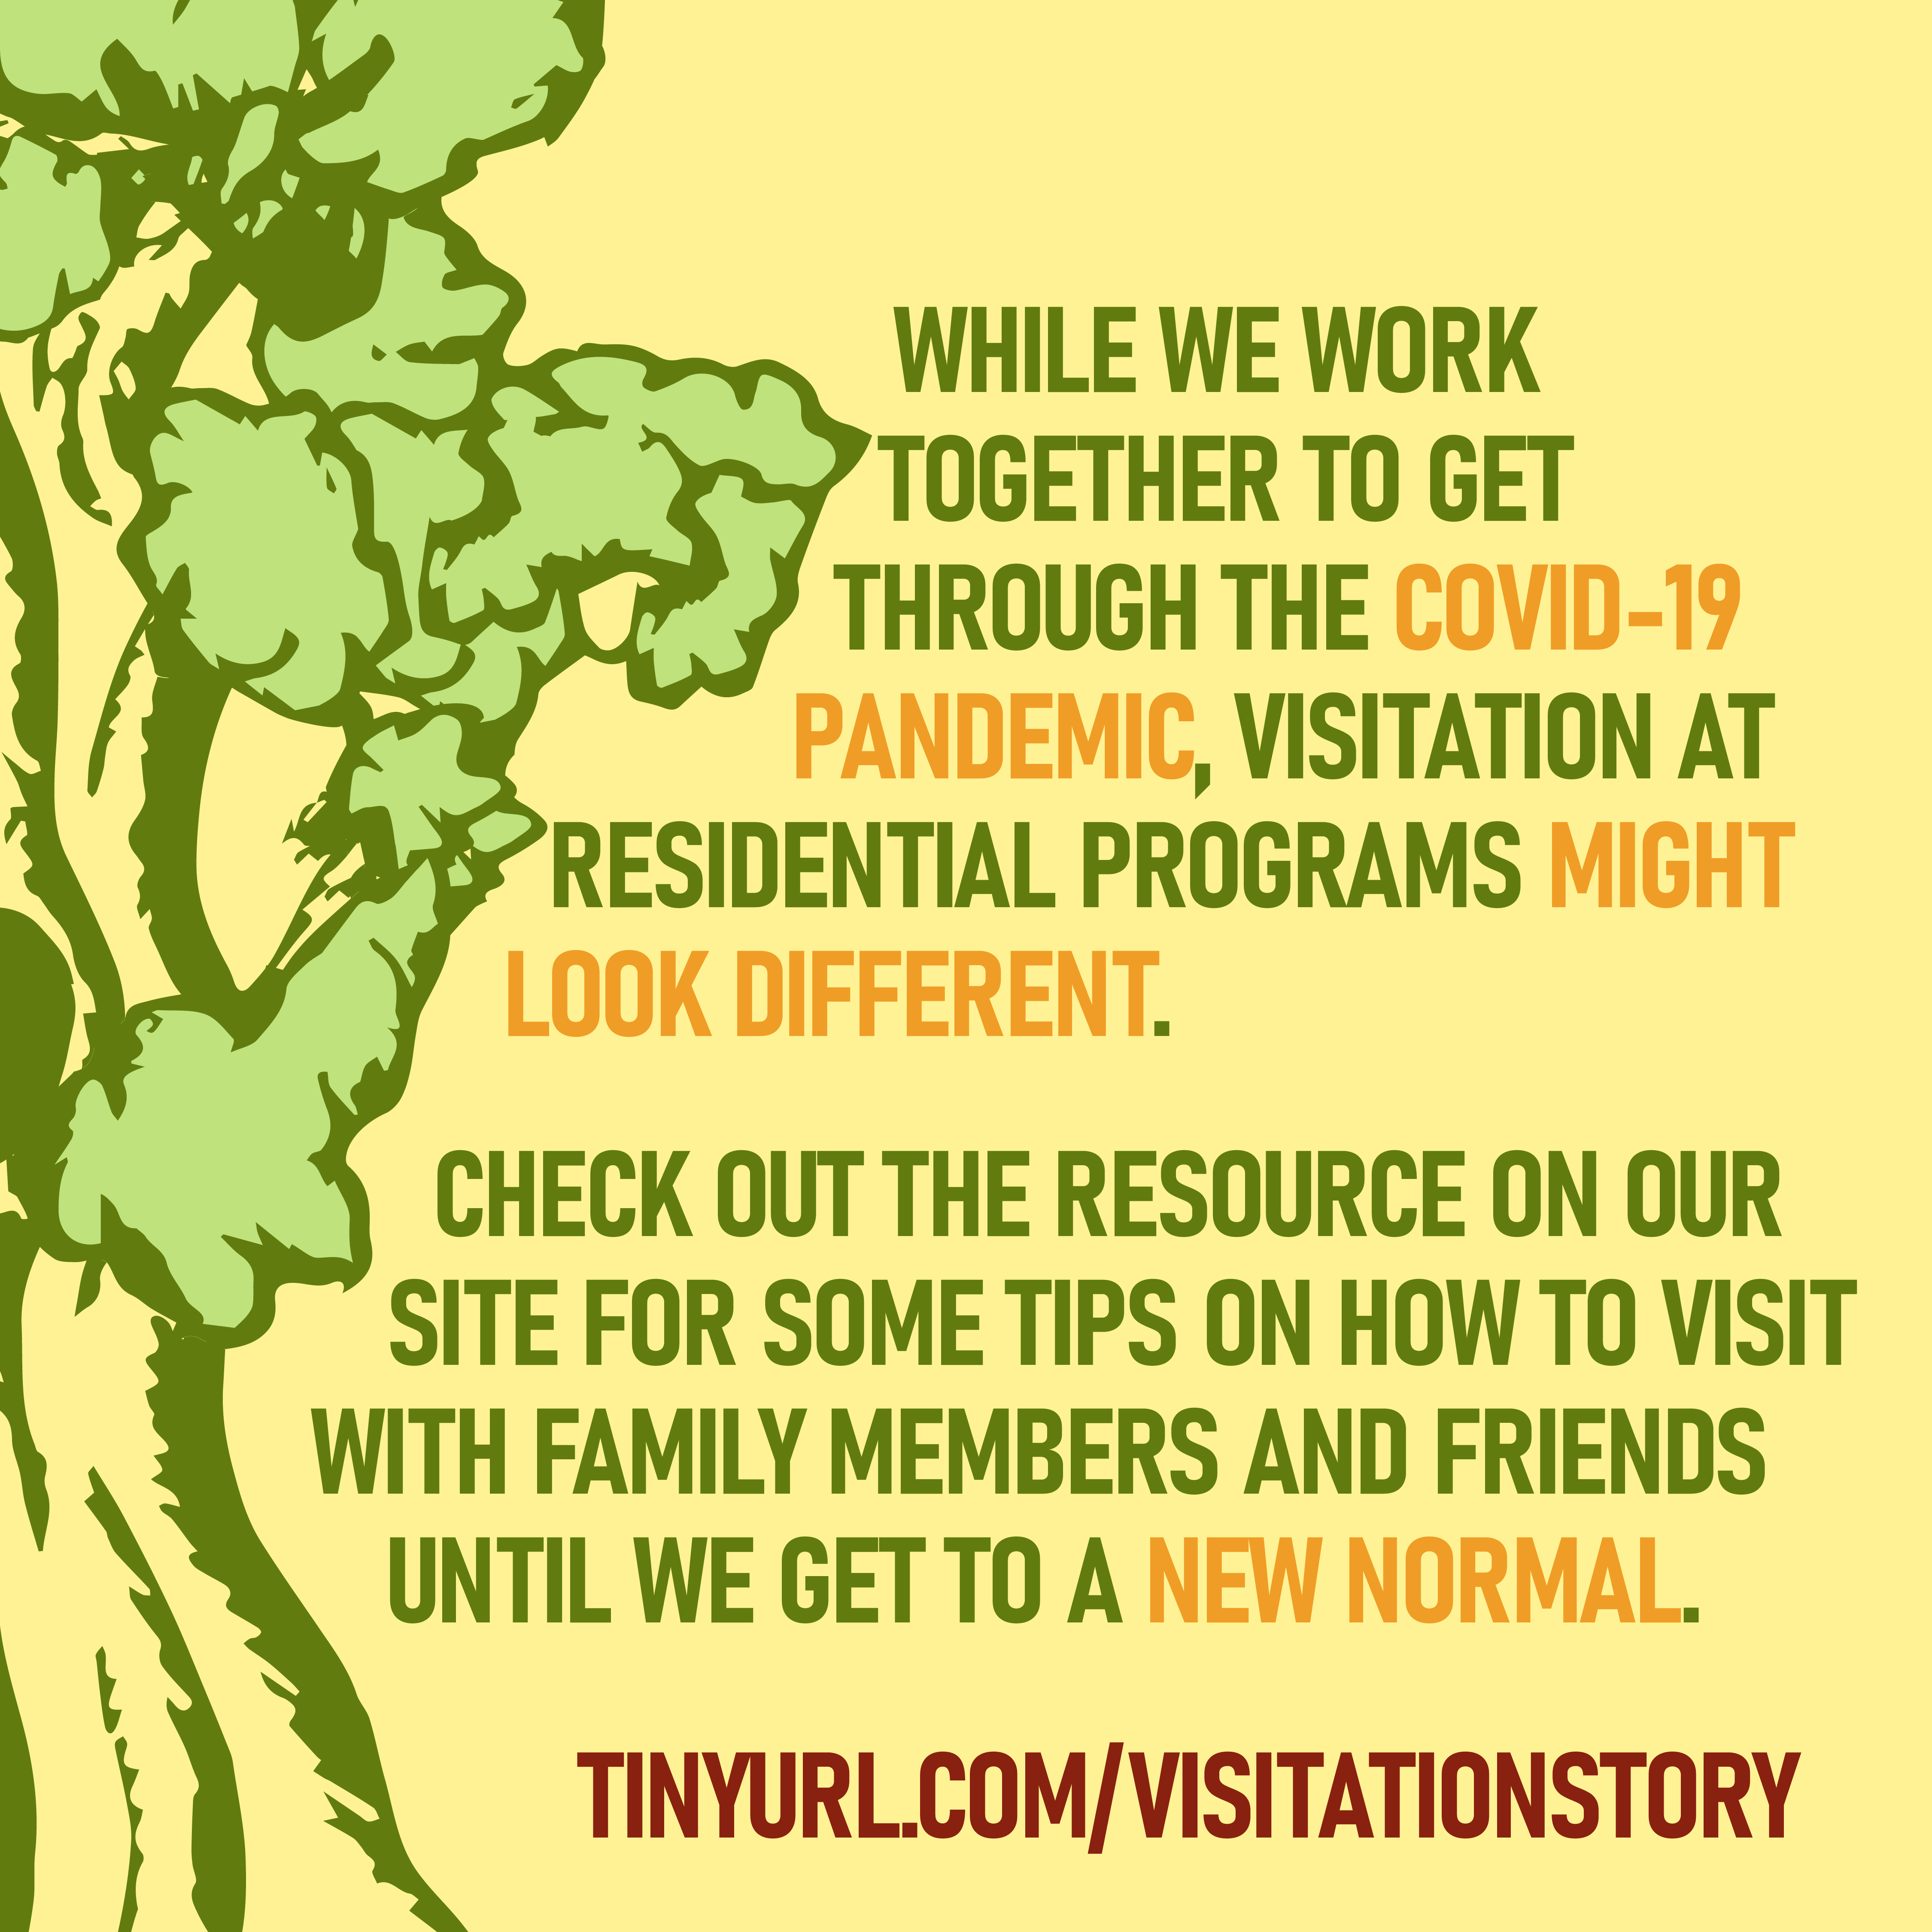 WHILE WE WORK
TOGETHER TO GET
THROUGH THE COVID-19
PANDEMIC, VISITATION AT
RESIDENTIAL PROGRAMS MIGHT
LOOK DIFFERENT.
CHECK OUT THE RESOURCE ON OUR
SITE FOR SOME TIPS ON HOW TO VISIT
WITH FAMILY MEMBERS AND FRIENDS
UNTIL WE GET TO A NEW NORMAL.
TINYURL.COM/VISITATIONSTORY